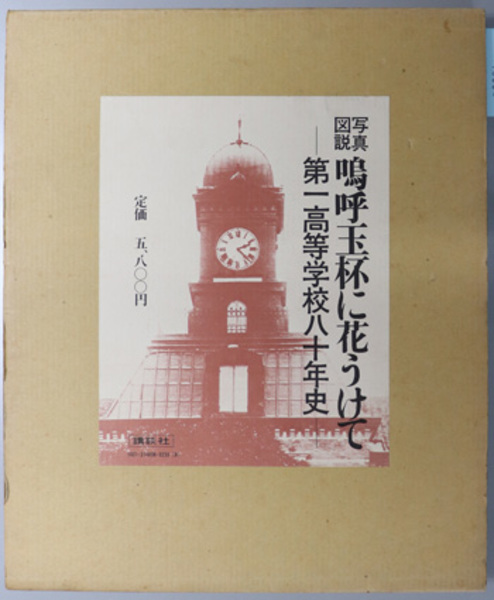 写真図説
嗚呼玉杯に花うけて
──第一高等学校八十年史──
定価 五、八〇〇円
講談社